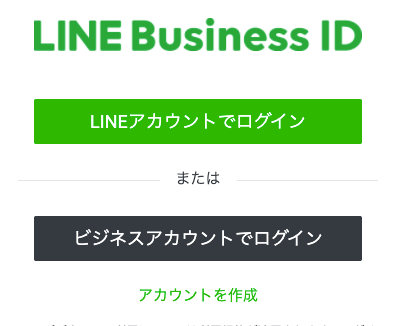 LINE Business ID
LINEアカウントでログイン
または
ビジネスアカウントでログイン
アカウントを作成